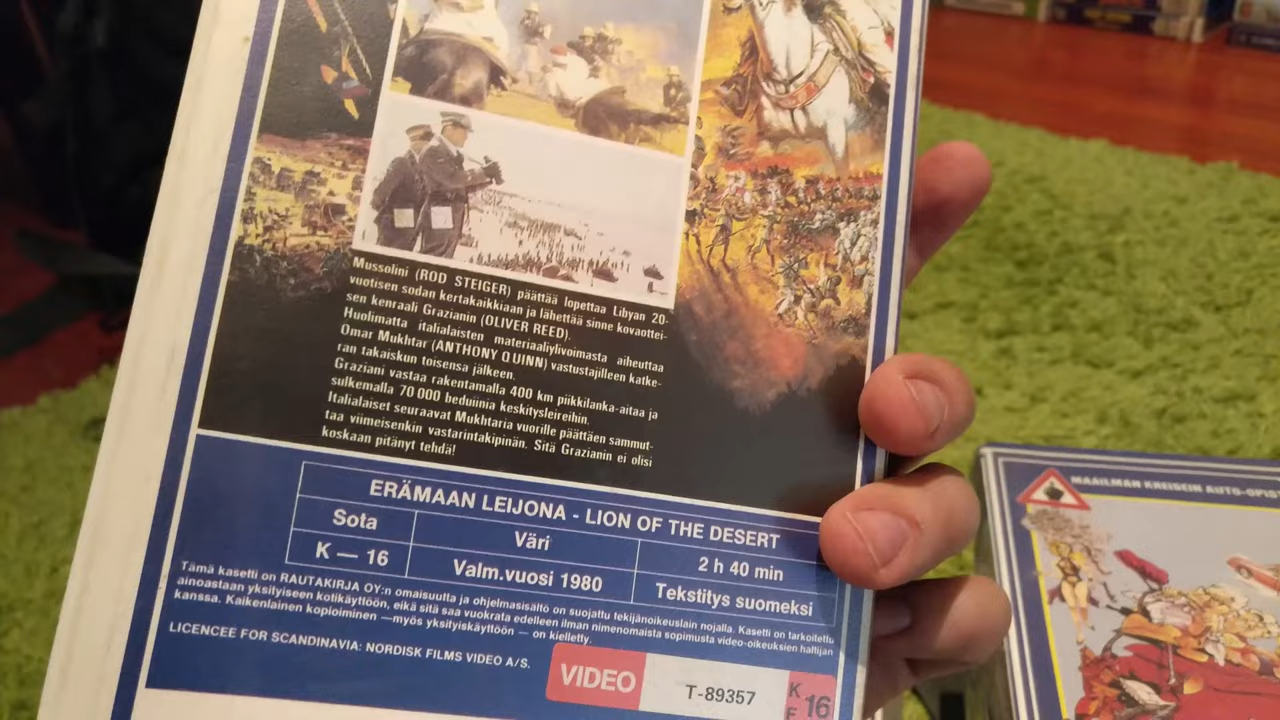 Mussolini (ROD STEIGER) päättää lopettaa Libyan 20-
vuotisen sodan kertakaikkiaan ja lähettää sinne kovaottei-
sen kenraali Grazianin (OLIVER REED).
Huolimatta italialaisten materiaaliylivoimasta aiheuttaa
Omar Mukhtar (ANTHONY QUINN) vastustajilleen katke-
ran takaiskun toisensa jälkeen.
Graziani vastaa rakentamalla 400 km piikkilanka-aitaa ja
sulkemalla 70 000 beduinia keskitysleireihin.
Italialaiset seuraavat Mukhtaria vuorille päättäen sammut-
taa viimeisenkin vastarintakipinän. Sitä Grazianin ei olisi
koskaan pitänyt tehdä!
ERÄMAAN LEIJONA - LION OF THE DESERT
Sota
Väri
2 h 40 min
K — 16
Valm.vuosi 1980
Tekstitys suomeksi
Tämä kasetti on RAUTAKIRJA OY:n omaisuutta ja ohjelmasisältö on suojattu tekijänoikeuslain nojalla. Kasetti on tarkoitettu
ainoastaan yksityiseen kotikäyttöön, eikä sitä saa vuokrata edelleen ilman nimenomaista sopimusta video-oikeuksien haltijan
kanssa. Kaikenlainen kopioiminen —myös yksityiskäyttöön — on kielletty.
LICENCEE FOR SCANDINAVIA: NORDISK FILMS VIDEO A/S.
VIDEO
T-89357
K
F 16
MAAILMAN KREISEIN AUTO-OPIS